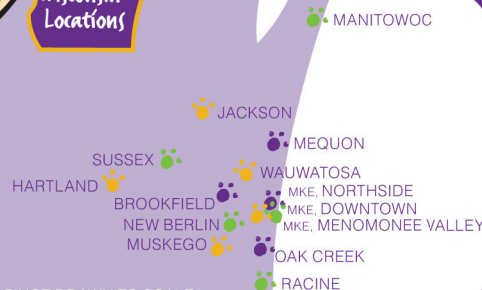 Locations
MANITOWOC
JACKSON
MEQUON
SUSSEX
WAUWATOSA
HARTLAND
MKE, NORTHSIDE
BROOKFIELD
MKE, DOWNTOWN
NEW BERLIN
MKE, MENOMONEE VALLEY
MUSKEGO
OAK CREEK
RACINE